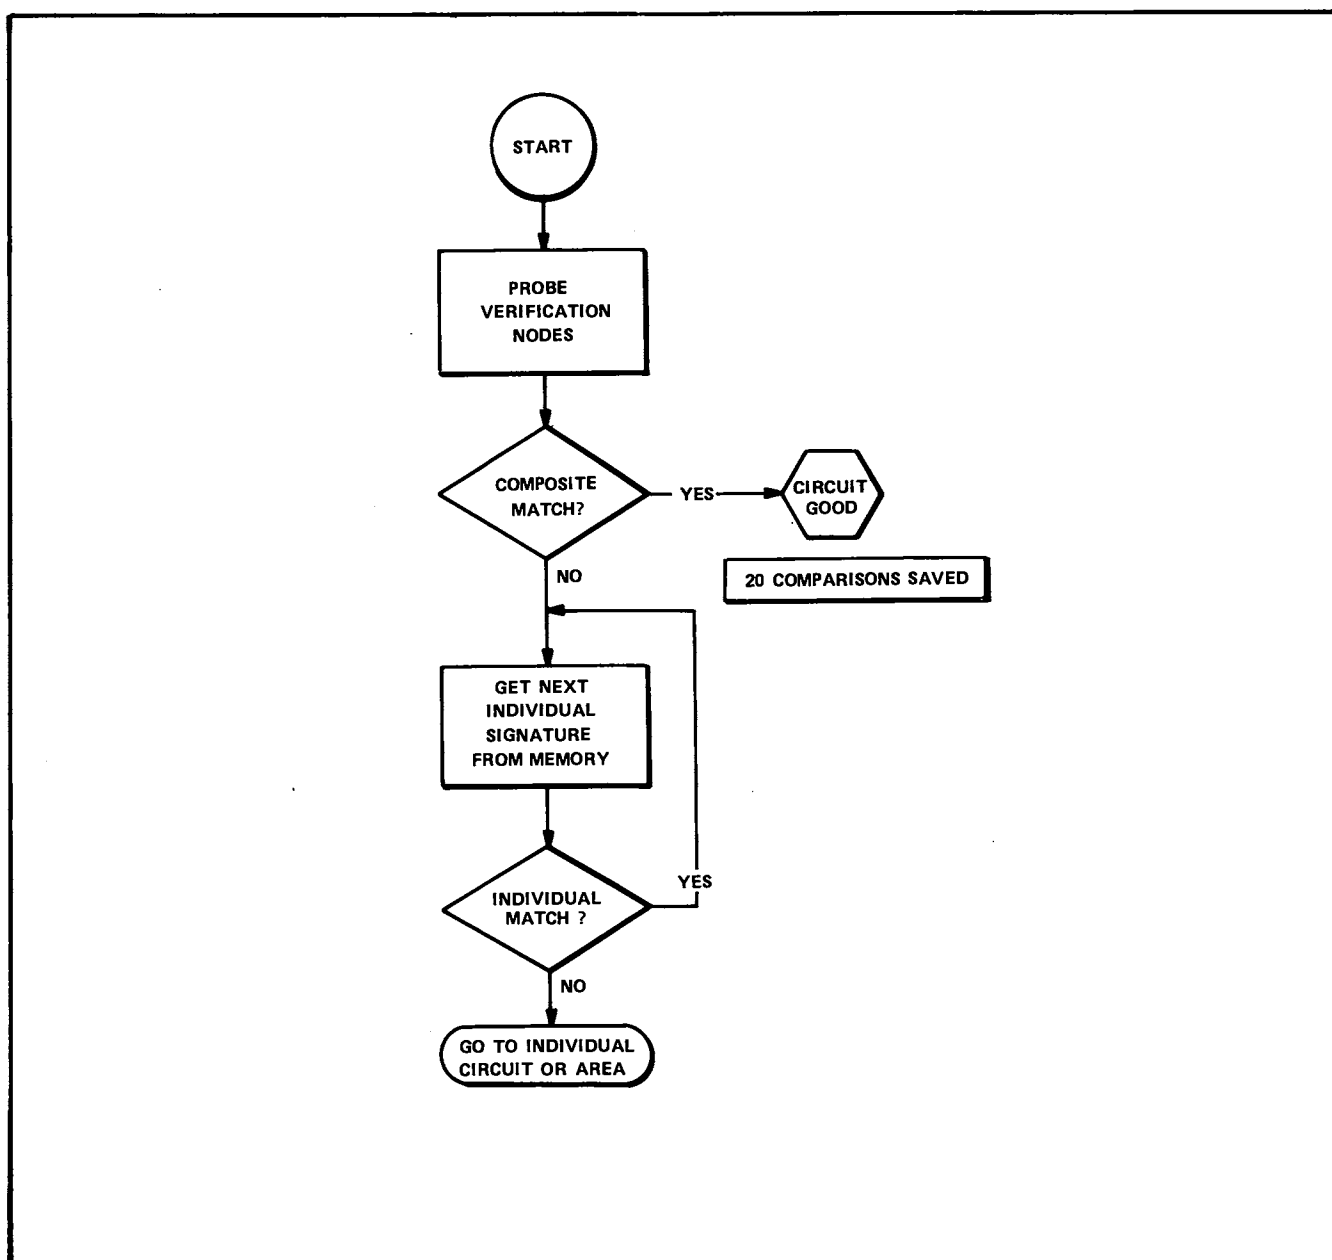 START
PROBE
VERIFICATION
NODES
COMPOSITE
MATCH?
YES
CIRCUIT
GOOD
20 COMPARISONS SAVED
NO
GET NEXT
INDIVIDUAL
SIGNATURE
FROM MEMORY
INDIVIDUAL
MATCH ?
YES
NO
GO TO INDIVIDUAL
CIRCUIT OR AREA